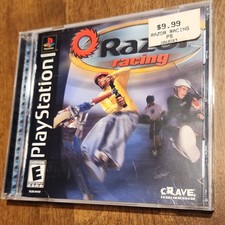 $9.99
RAZOR RACING
PS
Razor
racing
PlayStation
E
CRAVE